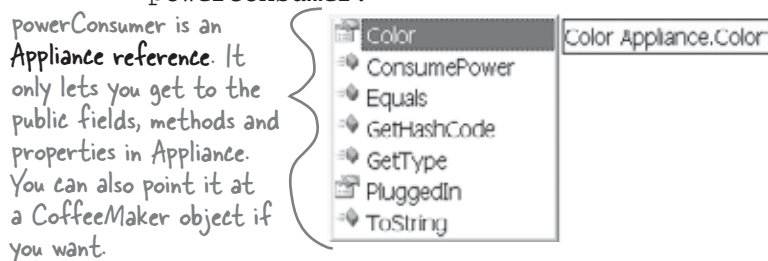 powerConsumer is an
Appliance reference. It
only lets you get to the
public fields, methods and
properties in Appliance.
You can also point it at
a CoffeeMaker object if
you want.
Color
ConsumePower
Equals
GetHashCode
GetType
PluggedIn
ToString
Color Appliance.Color